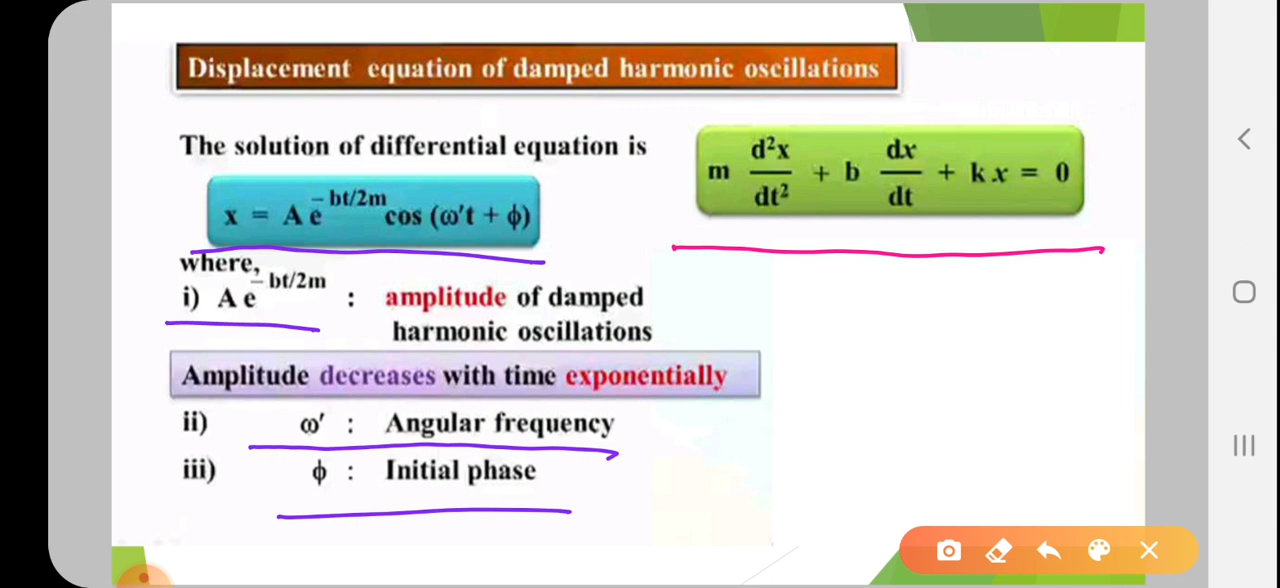 Displacement equation of damped harmonic oscillations
The solution of differential equation is
x = A e^{-bt/2m} cos (ω′t + ϕ)
m d²x/dt² + b dx/dt + k x = 0
where,
i) A e^{-bt/2m} : amplitude of damped
harmonic oscillations
Amplitude decreases with time exponentially
ii) ω′ : Angular frequency
iii) ϕ : Initial phase